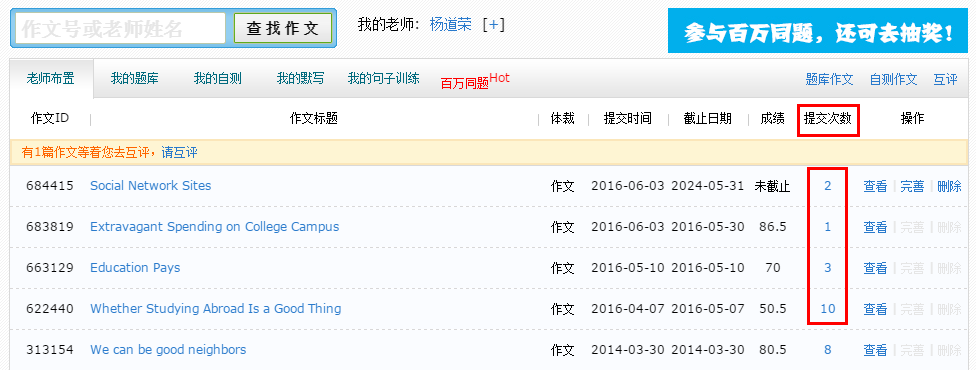 作文号或老师姓名 查找作文 我的老师：杨道荣 [+] 参与百万同题，还可去抽奖！
老师布置 我的题库 我的自测 我的默写 我的句子训练 百万同题Hot 题库作文 自测作文 互评
作文ID 作文标题 体裁 提交时间 截止日期 成绩 提交次数 操作
有1篇作文等着您去互评，请互评
684415 Social Network Sites 作文 2016-06-03 2024-05-31 未截止 2 查看 完善 删除
683819 Extravagant Spending on College Campus 作文 2016-06-03 2016-05-30 86.5 1 查看 完善 删除
663129 Education Pays 作文 2016-05-10 2016-05-10 70 3 查看 完善 删除
622440 Whether Studying Abroad Is a Good Thing 作文 2016-04-07 2016-05-07 50.5 10 查看 完善 删除
313154 We can be good neighbors 作文 2014-03-30 2014-03-30 80.5 8 查看 完善 删除